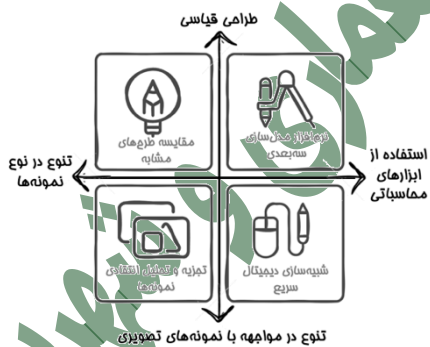 طراحی قیاسی
نرم‌افزار مدل‌سازی
سه‌بعدی
مقایسه طرح‌های
مشابه
استفاده از
ابزارهای
محاسباتی
تنوع در نوع
نمونه‌ها
شبیه‌سازی دیجیتال
سریع
تجزیه و تحلیل انتقادی
نمونه‌ها
تنوع در مواجهه با نمونه‌های تصویری